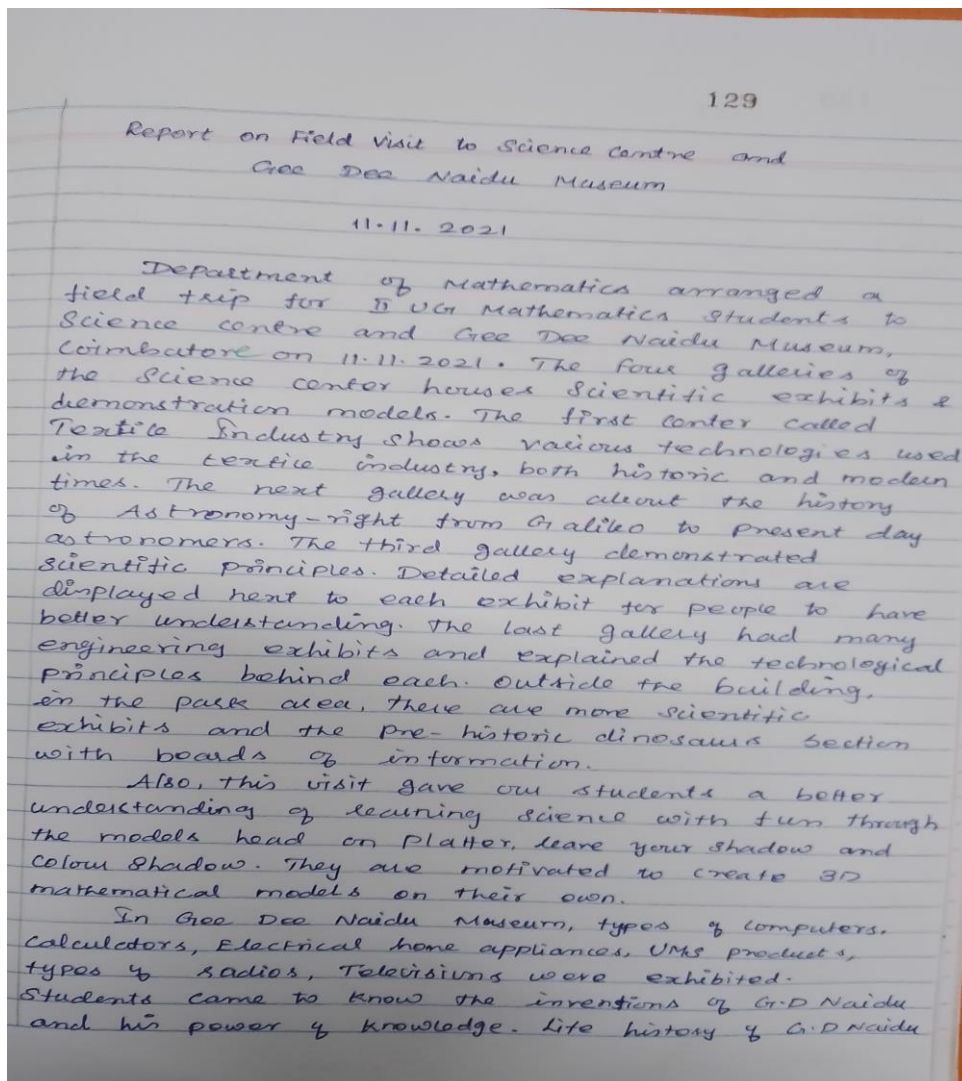 129
Report on Field Visit to Science Centre and
Gee Dee Naidu Museum
11.11.2021
Department of Mathematics arranged a
field trip for II UG Mathematics Students to
Science centre and Gee Dee Naidu Museum,
Coimbatore on 11.11.2021. The four galleries of
the Science center houses Scientific exhibits &
demonstration models. The first center called
Textile Industry shows various technologies used
in the textile industry, both historic and modern
times. The next gallery was about the history
of Astronomy-right from Galileo to present day
astronomers. The third gallery demonstrated
scientific principles. Detailed explanations are
displayed next to each exhibit for people to have
better understanding. The last gallery had many
engineering exhibits and explained the technological
principles behind each. Outside the building,
in the park area, there are more scientific
exhibits and the pre-historic dinosaurs section
with boards of information.
Also, this visit gave our students a better
understanding of learning science with fun through
the models head on Platter, leave your shadow and
colour shadow. They are motivated to create 3D
mathematical models on their own.
In Gee Dee Naidu Museum, types of computers,
calculators, Electrical home appliances, UMS products,
types of radios, Televisions were exhibited.
Students came to know the inventions of G.D Naidu
and his power of knowledge. Life history of G.D Naidu